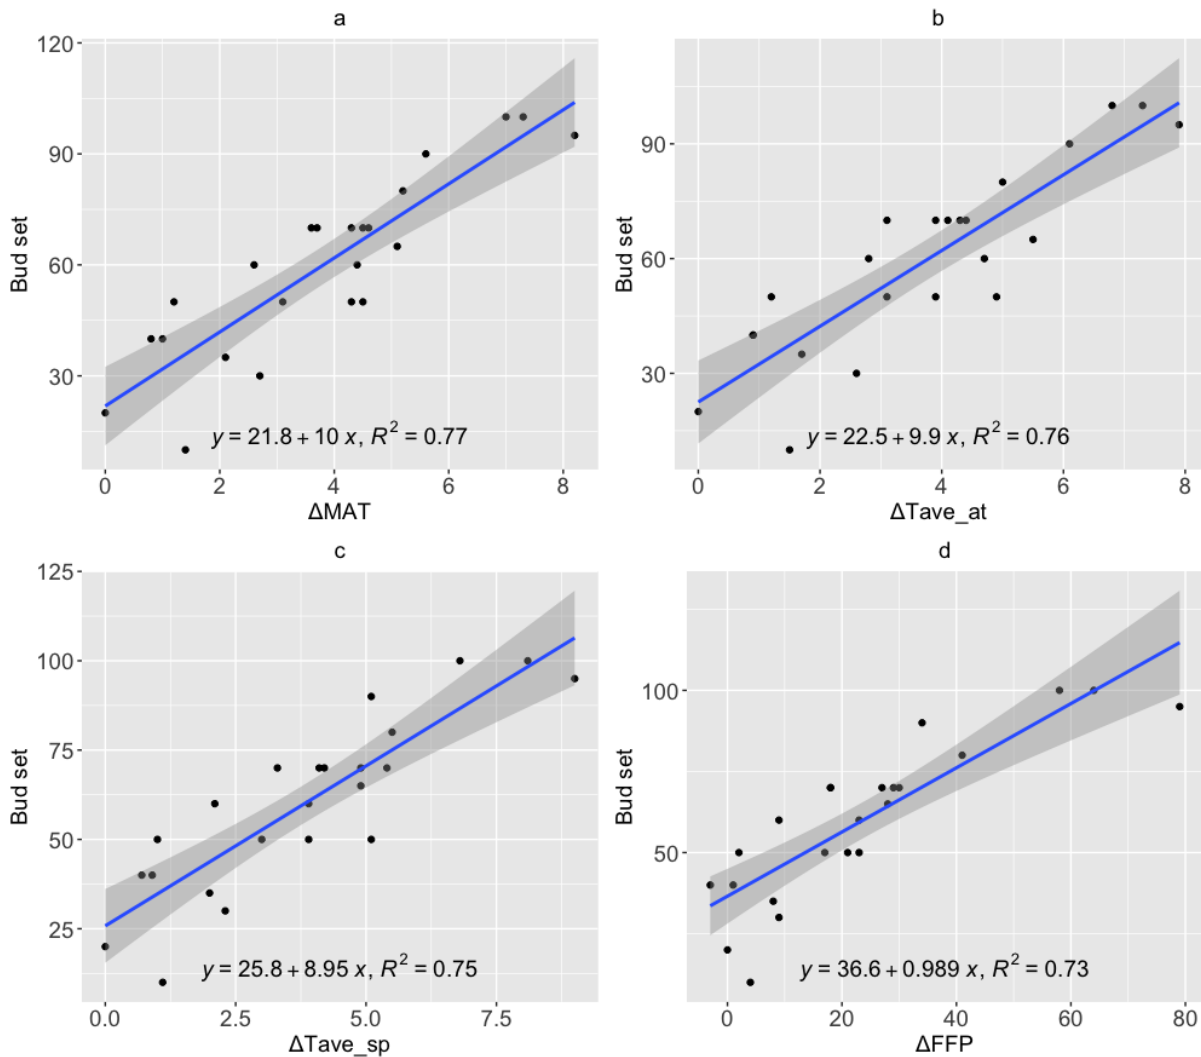 a
120
90
60
30
Bud set
y = 21.8 + 10 x, R² = 0.77
0 2 4 6 8
ΔMAT
b
90
60
30
Bud set
y = 22.5 + 9.9 x, R² = 0.76
0 2 4 6 8
ΔTave_at
c
125
100
75
50
25
Bud set
y = 25.8 + 8.95 x, R² = 0.75
0.0 2.5 5.0 7.5
ΔTave_sp
d
100
50
Bud set
y = 36.6 + 0.989 x, R² = 0.73
0 20 40 60 80
ΔFFP